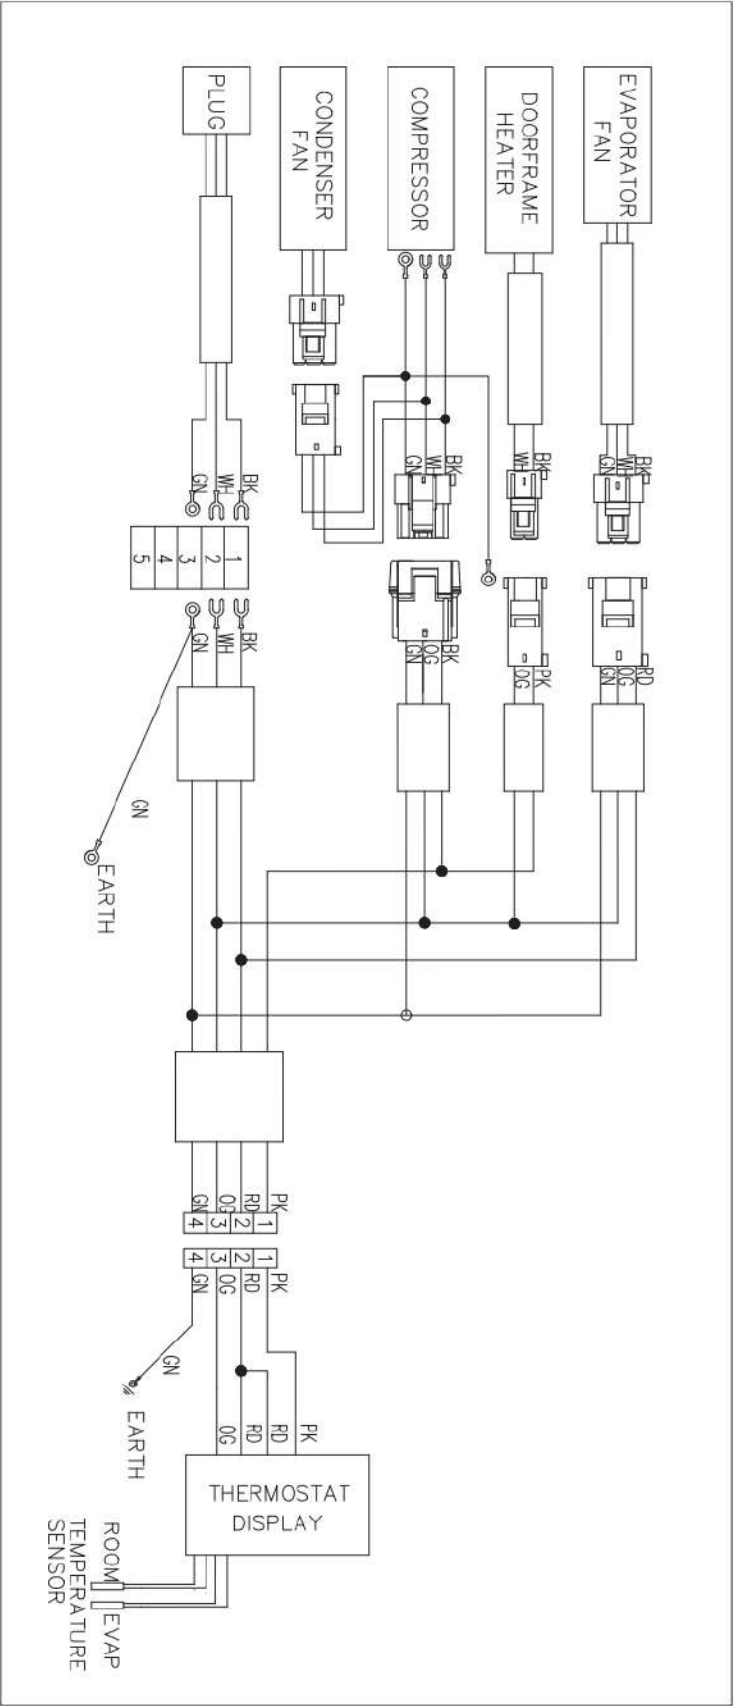 PLUG
CONDENSER
FAN
COMPRESSOR
DOORFRAME
HEATER
EVAPORATOR
FAN
GN WH BK
GN WH BK
WH BK
GN WH BK
5 4 3 2 1
GN WH BK
GN OG BK
OG PK
GN OG RD
GN
EARTH
GN OG RD PK
4 3 2 1
4 3 2 1
GN OG RD PK
GN
EARTH
OG RD RD PK
THERMOSTAT
DISPLAY
ROOM EVAP
TEMPERATURE
SENSOR